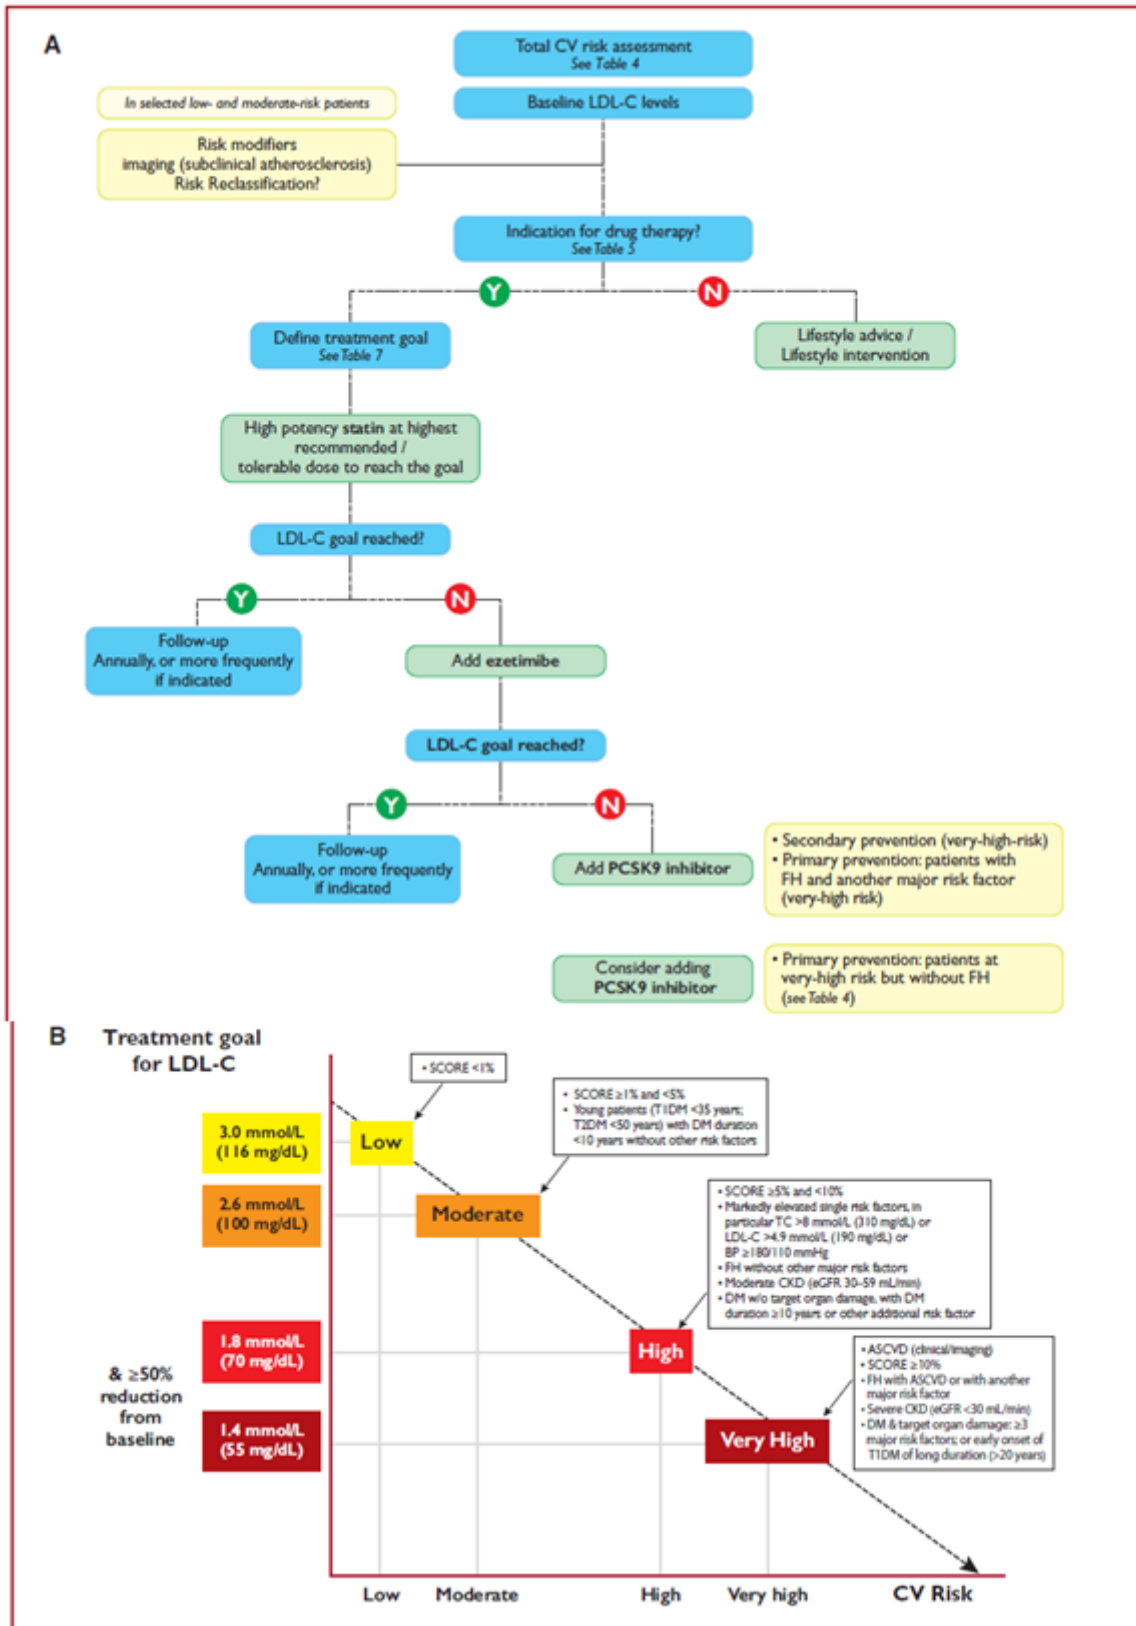 A
Total CV risk assessment
See Table 4
In selected low- and moderate-risk patients
Baseline LDL-C levels
Risk modifiers
imaging (subclinical atherosclerosis)
Risk Reclassification?
Indication for drug therapy?
See Table 5
Y
N
Define treatment goal
See Table 7
Lifestyle advice /
Lifestyle intervention
High potency statin at highest
recommended /
tolerable dose to reach the goal
LDL-C goal reached?
Y
N
Follow-up
Annually, or more frequently
if indicated
Add ezetimibe
LDL-C goal reached?
Y
N
Follow-up
Annually, or more frequently
if indicated
Add PCSK9 inhibitor
• Secondary prevention (very-high-risk)
• Primary prevention: patients with
FH and another major risk factor
(very-high risk)
Consider adding
PCSK9 inhibitor
• Primary prevention: patients at
very-high risk but without FH
(see Table 4)
B
Treatment goal
for LDL-C
• SCORE <1%
• SCORE ≥1% and <5%
• Young patients (T1DM <35 years;
T2DM <50 years) with DM duration
<10 years without other risk factors
3.0 mmol/L
(116 mg/dL)
Low
2.6 mmol/L
(100 mg/dL)
Moderate
• SCORE ≥5% and <10%
• Markedly elevated single risk factors, in
particular TC >8 mmol/L (310 mg/dL) or
LDL-C >4.9 mmol/L (190 mg/dL) or
BP ≥180/110 mmHg
• FH without other major risk factors
• Moderate CKD (eGFR 30–59 mL/min)
• DM w/o target organ damage, with DM
duration ≥10 years or other additional risk factor
1.8 mmol/L
(70 mg/dL)
High
& ≥50%
reduction
from
baseline
• ASCVD (clinical/imaging)
• SCORE ≥10%
• FH with ASCVD or with another
major risk factor
• Severe CKD (eGFR <30 mL/min)
• DM & target organ damage: ≥3
major risk factors; or early onset of
T1DM of long duration (>20 years)
1.4 mmol/L
(55 mg/dL)
Very High
Low
Moderate
High
Very high
CV Risk